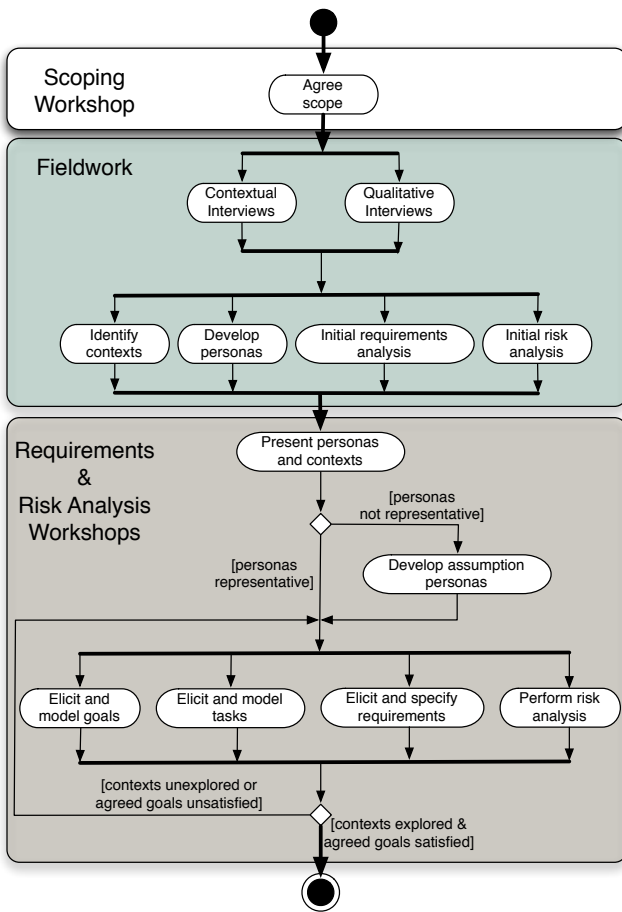 Scoping
Workshop
Agree
scope
Fieldwork
Contextual
Interviews
Qualitative
Interviews
Identify
contexts
Develop
personas
Initial requirements
analysis
Initial risk
analysis
Requirements
&
Risk Analysis
Workshops
Present personas
and contexts
[personas
not representative]
[personas
representative]
Develop assumption
personas
Elicit and
model goals
Elicit and model
tasks
Elicit and specify
requirements
Perform risk
analysis
[contexts unexplored or
agreed goals unsatisfied]
[contexts explored &
agreed goals satisfied]